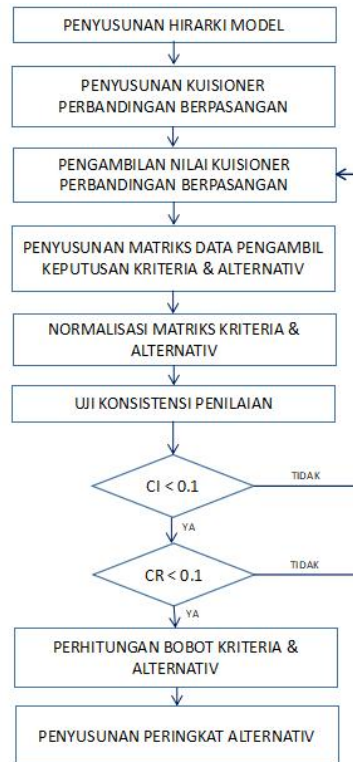 PENYUSUNAN HIRARKI MODEL
PENYUSUNAN KUISIONER
PERBANDINGAN BERPASANGAN
PENGAMBILAN NILAI KUISIONER
PERBANDINGAN BERPASANGAN
PENYUSUNAN MATRIKS DATA PENGAMBIL
KEPUTUSAN KRITERIA & ALTERNATIV
NORMALISASI MATRIKS KRITERIA &
ALTERNATIV
UJI KONSISTENSI PENILAIAN
CI < 0.1
TIDAK
YA
CR < 0.1
TIDAK
YA
PERHITUNGAN BOBOT KRITERIA &
ALTERNATIV
PENYUSUNAN PERINGKAT ALTERNATIV